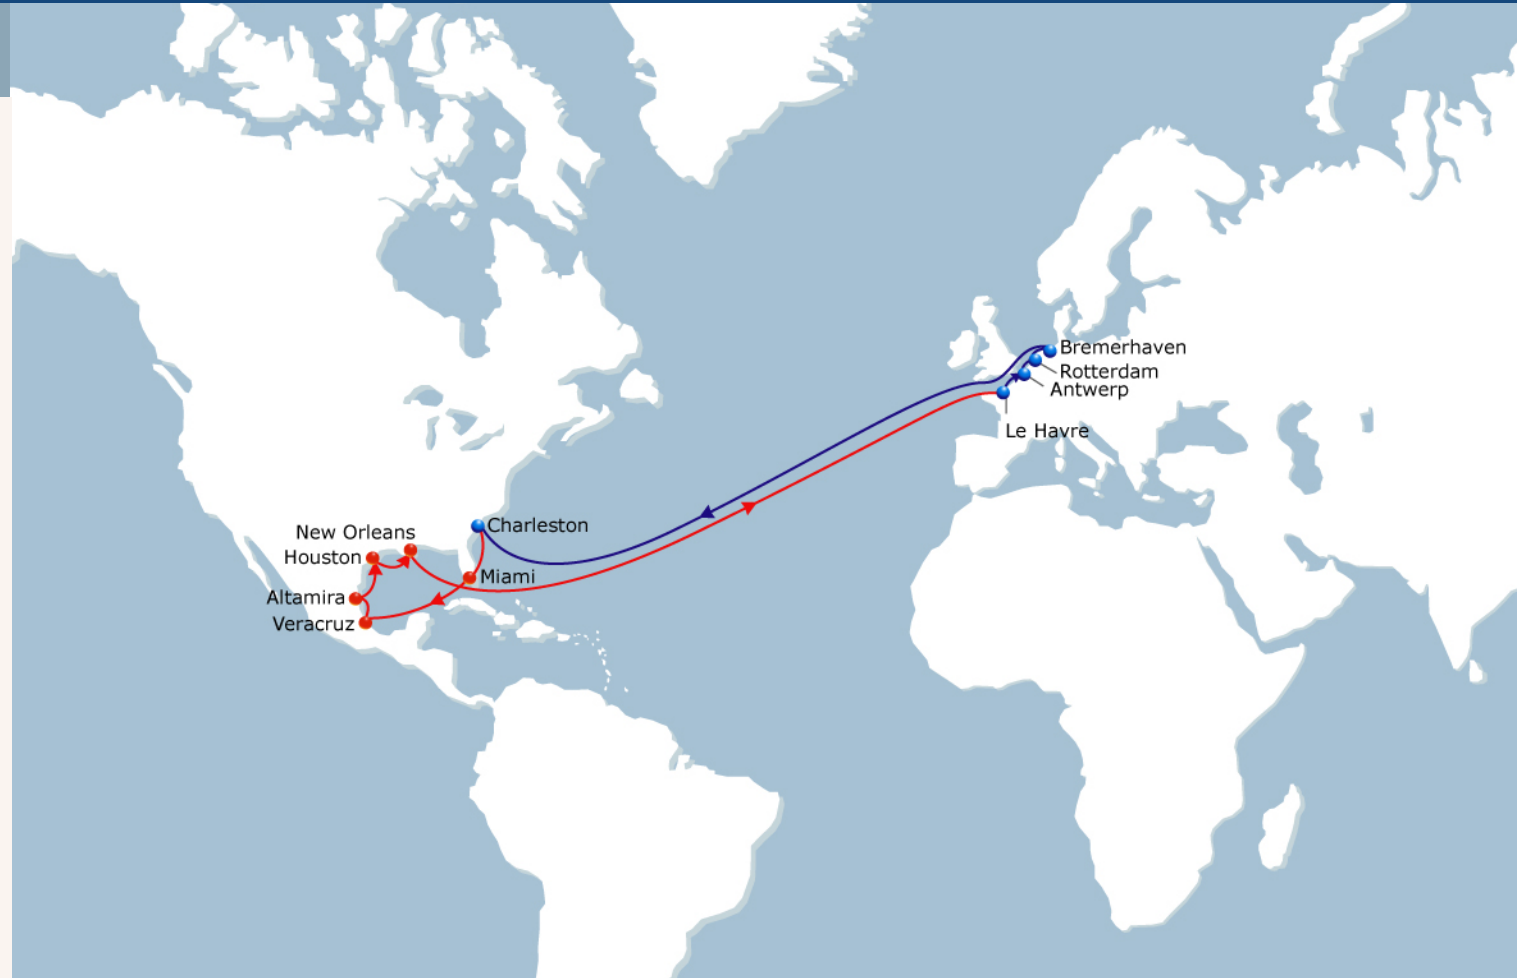 Bremerhaven
Rotterdam
Antwerp
Le Havre
Charleston
New Orleans
Houston
Miami
Altamira
Veracruz